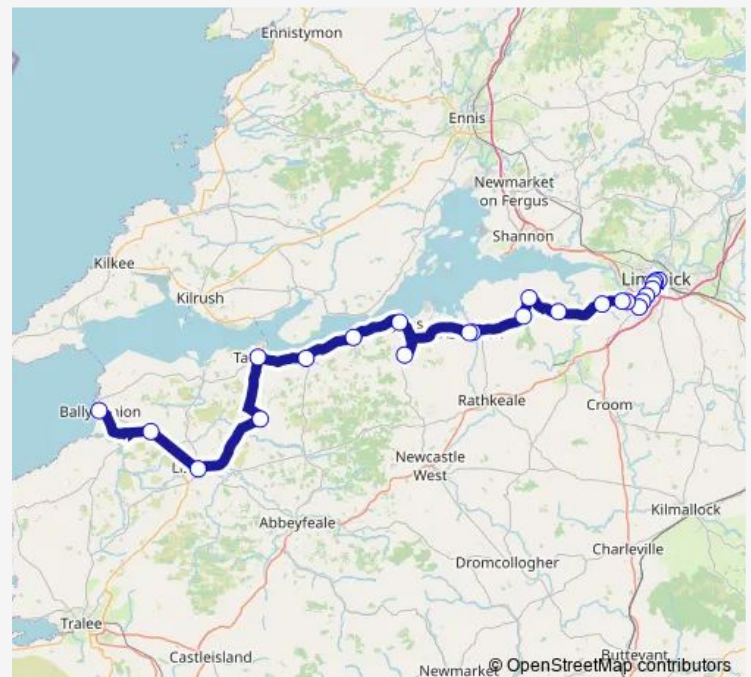 Ennistymon
Ennis
Newmarket
on Fergus
Shannon
Kilkee
Kilrush
Rathkeale
Croom
Newcastle
West
Kilmallock
Abbeyfeale
Charleville
Dromcollogher
Tralee
Castleisland
Buttevant
Newmarket
© OpenStreetMap contributors